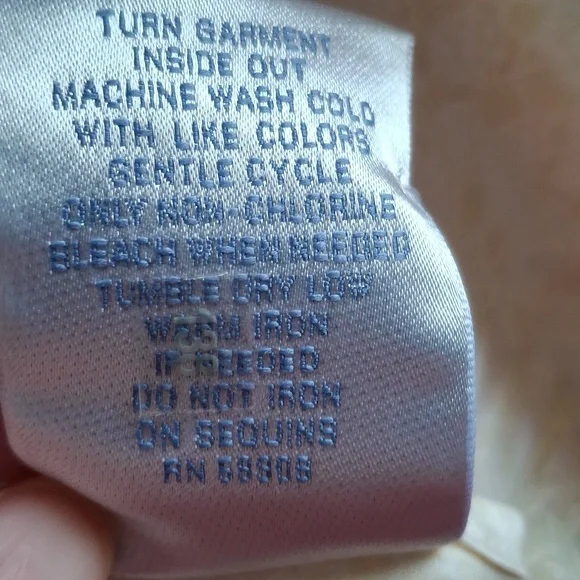 TURN GARMENT
INSIDE OUT
MACHINE WASH COLD
WITH LIKE COLORS
GENTLE CYCLE
ONLY NON-CHLORINE
BLEACH WHEN NEEDED
TUMBLE DRY LOW
WARM IRON
IF NEEDED
DO NOT IRON
ON SEQUINS
RN